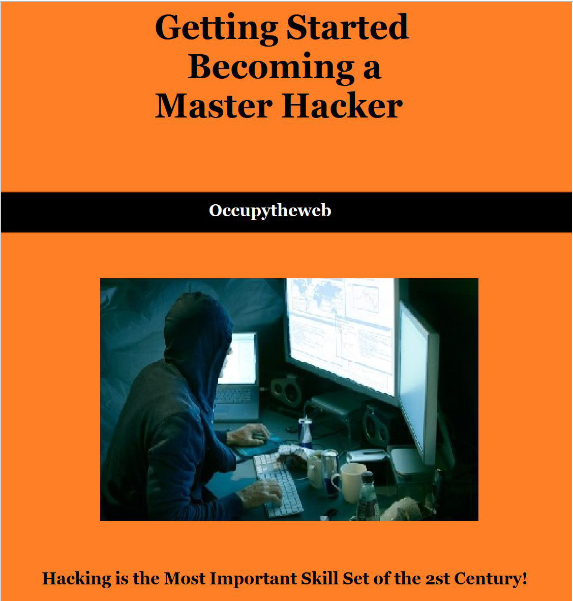 Getting Started
Becoming a
Master Hacker
Occupytheweb
Hacking is the Most Important Skill Set of the 2st Century!